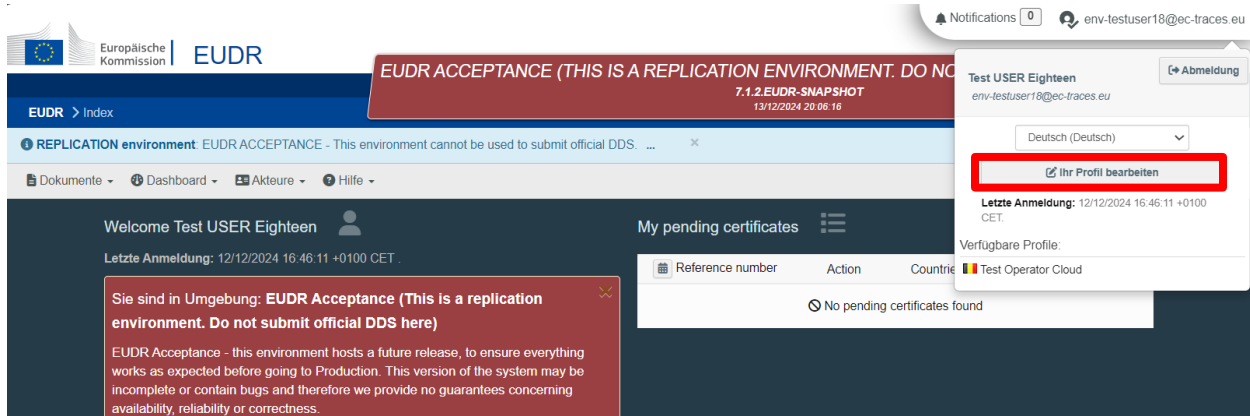 Notifications 0 env-testuser18@ec-traces.eu
Europäische
Kommission
EUDR
EUDR ACCEPTANCE (THIS IS A REPLICATION ENVIRONMENT. DO NO
7.1.2.EUDR-SNAPSHOT
13/12/2024 20:06:16
Test USER Eighteen
Abmeldung
env-testuser18@ec-traces.eu
EUDR > Index
Deutsch (Deutsch)
REPLICATION environment: EUDR ACCEPTANCE - This environment cannot be used to submit official DDS. ... ×
Ihr Profil bearbeiten
Dokumente Dashboard Akteure Hilfe
Letzte Anmeldung: 12/12/2024 16:46:11 +0100
CET.
Verfügbare Profile:
Test Operator Cloud
Welcome Test USER Eighteen
Letzte Anmeldung: 12/12/2024 16:46:11 +0100 CET .
Sie sind in Umgebung: EUDR Acceptance (This is a replication
environment. Do not submit official DDS here)
EUDR Acceptance - this environment hosts a future release, to ensure everything
works as expected before going to Production. This version of the system may be
incomplete or contain bugs and therefore we provide no guarantees concerning
availability, reliability or correctness.
My pending certificates
Reference number Action Countrie
No pending certificates found